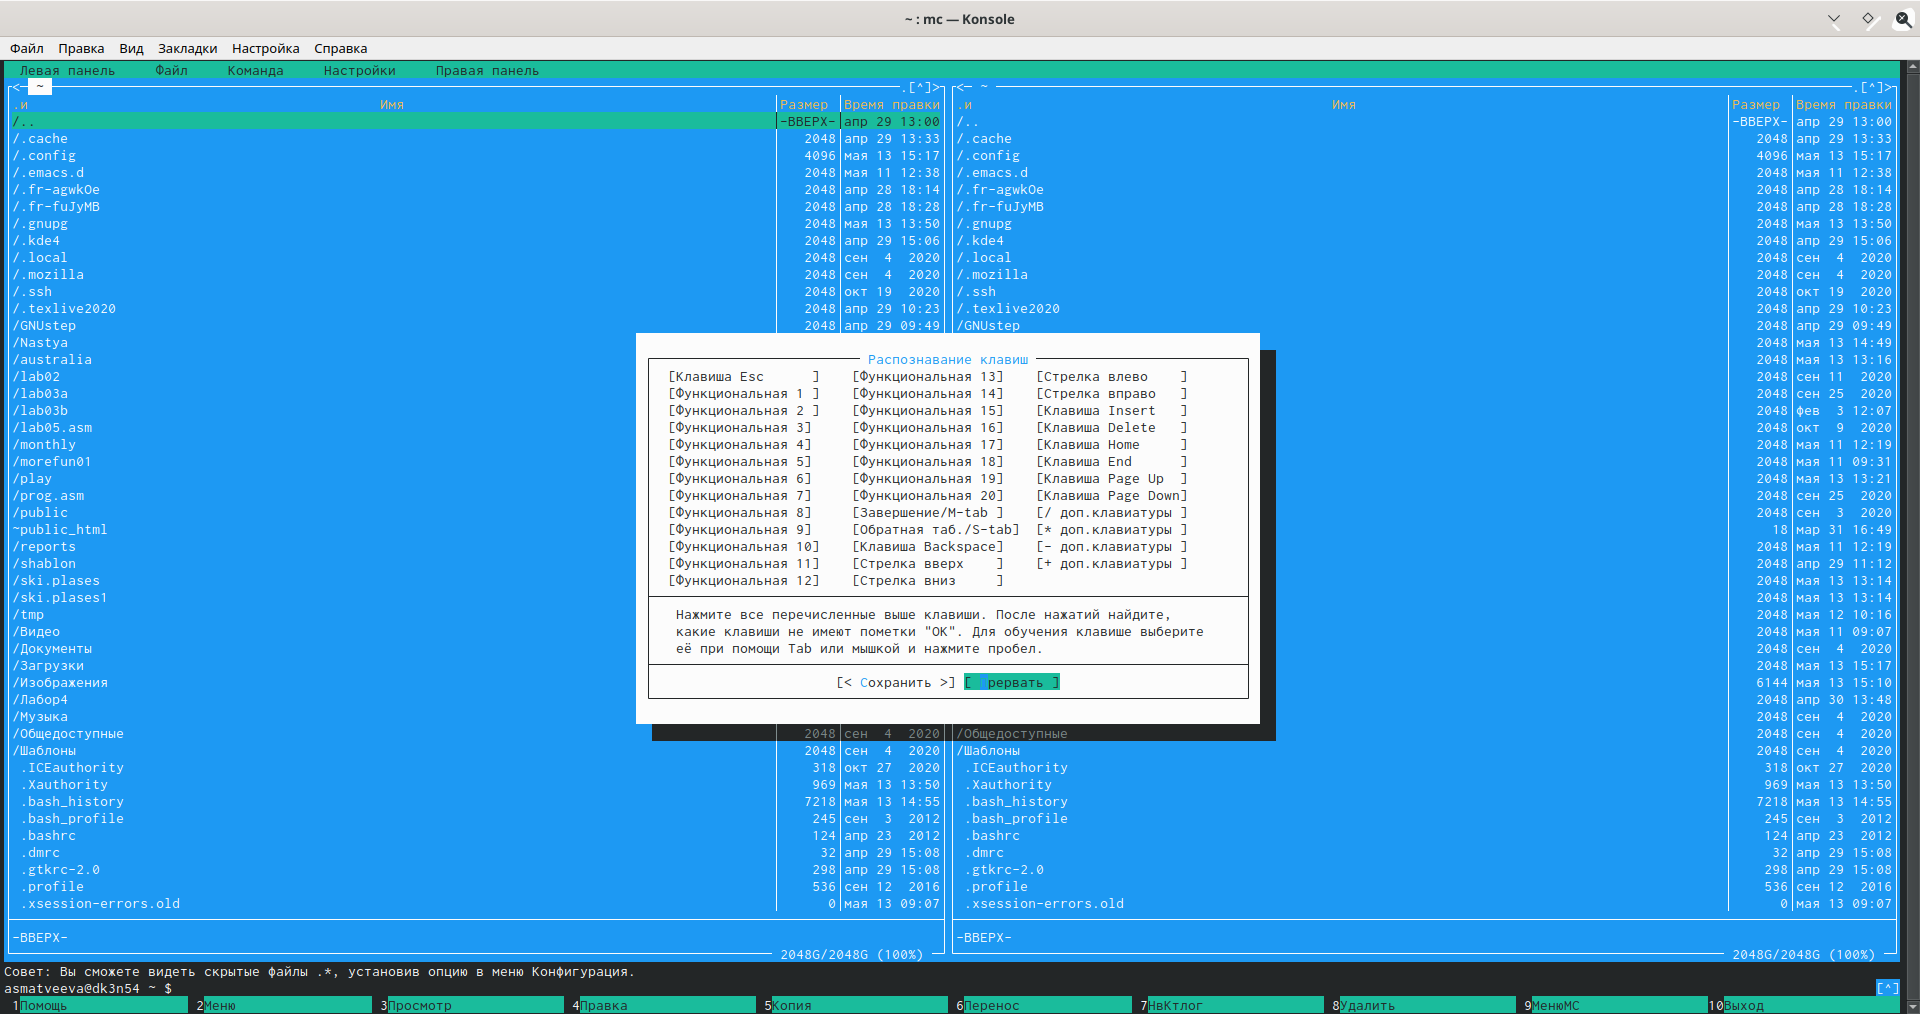 ~ : mc — Konsole
Файл Правка Вид Закладки Настройка Справка
Левая панель Файл Команда Настройки Правая панель
<─ ~ .[^]> <─ ~ .[^]>
.и Имя Размер Время правки .и Имя Размер Время правки
/.. -ВВЕРХ- апр 29 13:00 /.. -ВВЕРХ- апр 29 13:00
/.cache 2048 апр 29 13:33 /.cache 2048 апр 29 13:33
/.config 4096 мая 13 15:17 /.config 4096 мая 13 15:17
/.emacs.d 2048 мая 11 12:38 /.emacs.d 2048 мая 11 12:38
/.fr-agwkOe 2048 апр 28 18:14 /.fr-agwkOe 2048 апр 28 18:14
/.fr-fuJyMB 2048 апр 28 18:28 /.fr-fuJyMB 2048 апр 28 18:28
/.gnupg 2048 мая 13 13:50 /.gnupg 2048 мая 13 13:50
/.kde4 2048 апр 29 15:06 /.kde4 2048 апр 29 15:06
/.local 2048 сен 4 2020 /.local 2048 сен 4 2020
/.mozilla 2048 сен 4 2020 /.mozilla 2048 сен 4 2020
/.ssh 2048 окт 19 2020 /.ssh 2048 окт 19 2020
/.texlive2020 2048 апр 29 10:23 /.texlive2020 2048 апр 29 10:23
/GNUstep 2048 апр 29 09:49 /GNUstep 2048 апр 29 09:49
/Nastya 2048 мая 13 14:49
/australia Распознавание клавиш 2048 мая 13 13:16
/lab02 [Клавиша Esc ] [Функциональная 13] [Стрелка влево ] 2048 сен 11 2020
/lab03a [Функциональная 1 ] [Функциональная 14] [Стрелка вправо ] 2048 сен 25 2020
/lab03b [Функциональная 2 ] [Функциональная 15] [Клавиша Insert ] 2048 фев 3 12:07
/lab05.asm [Функциональная 3] [Функциональная 16] [Клавиша Delete ] 2048 окт 9 2020
/monthly [Функциональная 4] [Функциональная 17] [Клавиша Home ] 2048 мая 11 12:19
/morefun01 [Функциональная 5] [Функциональная 18] [Клавиша End ] 2048 мая 11 09:31
/play [Функциональная 6] [Функциональная 19] [Клавиша Page Up ] 2048 мая 13 13:21
/prog.asm [Функциональная 7] [Функциональная 20] [Клавиша Page Down] 2048 сен 25 2020
/public [Функциональная 8] [Завершение/M-tab ] [/ доп.клавиатуры ] 2048 сен 3 2020
~public_html [Функциональная 9] [Обратная таб./S-tab] [* доп.клавиатуры ] 18 мар 31 16:49
/reports [Функциональная 10] [Клавиша Backspace] [- доп.клавиатуры ] 2048 мая 11 12:19
/shablon [Функциональная 11] [Стрелка вверх ] [+ доп.клавиатуры ] 2048 апр 29 11:12
/ski.plases [Функциональная 12] [Стрелка вниз ] 2048 мая 13 13:14
/ski.plases1 2048 мая 13 13:14
/tmp Нажмите все перечисленные выше клавиши. После нажатий найдите, 2048 мая 12 10:16
/Видео какие клавиши не имеют пометки "OK". Для обучения клавише выберите 2048 мая 11 09:07
/Документы её при помощи Tab или мышкой и нажмите пробел. 2048 сен 4 2020
/Загрузки 2048 мая 13 15:17
/Изображения [< Сохранить >] [ рервать ] 6144 мая 13 15:10
/Лабор4 2048 апр 30 13:48
/Музыка 2048 сен 4 2020
/Общедоступные 2048 сен 4 2020 /Общедоступные 2048 сен 4 2020
/Шаблоны 2048 сен 4 2020 /Шаблоны 2048 сен 4 2020
.ICEauthority 318 окт 27 2020 .ICEauthority 318 окт 27 2020
.Xauthority 969 мая 13 13:50 .Xauthority 969 мая 13 13:50
.bash_history 7218 мая 13 14:55 .bash_history 7218 мая 13 14:55
.bash_profile 245 сен 3 2012 .bash_profile 245 сен 3 2012
.bashrc 124 апр 23 2012 .bashrc 124 апр 23 2012
.dmrc 32 апр 29 15:08 .dmrc 32 апр 29 15:08
.gtkrc-2.0 298 апр 29 15:08 .gtkrc-2.0 298 апр 29 15:08
.profile 536 сен 12 2016 .profile 536 сен 12 2016
.xsession-errors.old 0 мая 13 09:07 .xsession-errors.old 0 мая 13 09:07
-ВВЕРХ- -ВВЕРХ-
2048G/2048G (100%) 2048G/2048G (100%)
Совет: Вы сможете видеть скрытые файлы .*, установив опцию в меню Конфигурация.
asmatveeva@dk3n54 ~ $ [^]
1Помощь 2Меню 3Просмотр 4Правка 5Копия 6Перенос 7НвКтлог 8Удалить 9МенюMC 10Выход